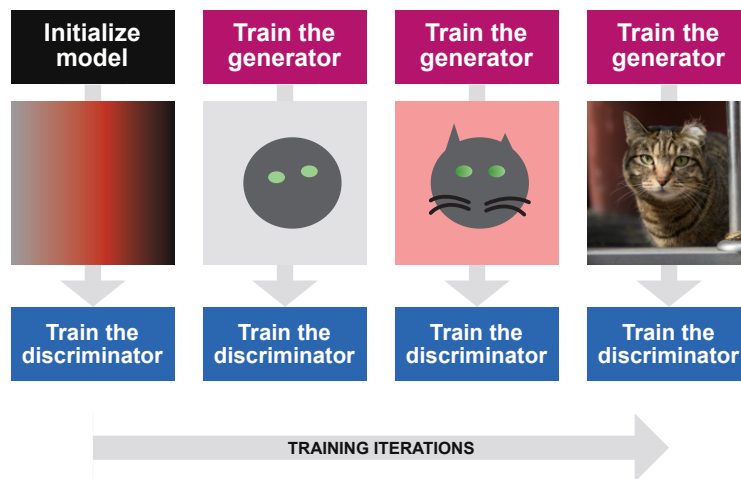 Initialize
model
Train the
generator
Train the
generator
Train the
generator
Train the
discriminator
Train the
discriminator
Train the
discriminator
Train the
discriminator
TRAINING ITERATIONS